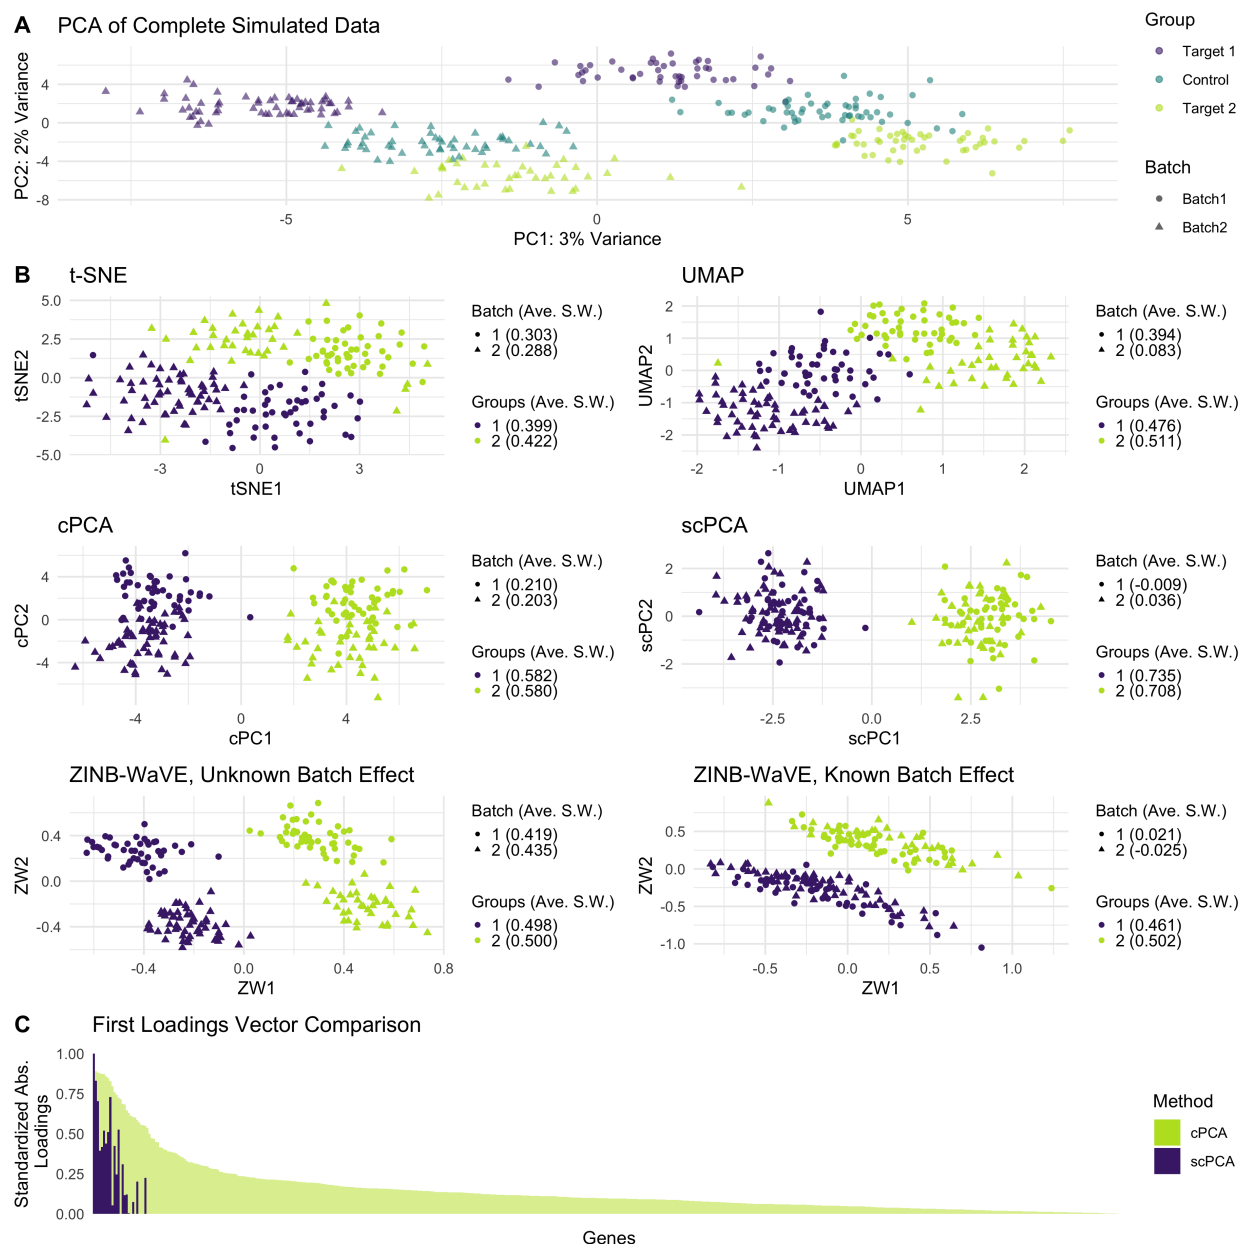 A PCA of Complete Simulated Data
PC2: 2% Variance
4
0
-4
-8
-5
0
5
PC1: 3% Variance
Group
Target 1
Control
Target 2
Batch
Batch1
Batch2
B
t-SNE
tSNE2
5.0
2.5
0.0
-2.5
-5.0
-3
0
3
tSNE1
Batch (Ave. S.W.)
1 (0.303)
2 (0.288)
Groups (Ave. S.W.)
1 (0.399)
2 (0.422)
UMAP
UMAP2
2
1
0
-1
-2
-2
-1
0
1
2
UMAP1
Batch (Ave. S.W.)
1 (0.394)
2 (0.083)
Groups (Ave. S.W.)
1 (0.476)
2 (0.511)
cPCA
cPC2
4
0
-4
-4
0
4
cPC1
Batch (Ave. S.W.)
1 (0.210)
2 (0.203)
Groups (Ave. S.W.)
1 (0.582)
2 (0.580)
scPCA
scPC2
2
0
-2
-2.5
0.0
2.5
scPC1
Batch (Ave. S.W.)
1 (-0.009)
2 (0.036)
Groups (Ave. S.W.)
1 (0.735)
2 (0.708)
ZINB-WaVE, Unknown Batch Effect
ZW2
0.4
0.0
-0.4
-0.4
0.0
0.4
0.8
ZW1
Batch (Ave. S.W.)
1 (0.419)
2 (0.435)
Groups (Ave. S.W.)
1 (0.498)
2 (0.500)
ZINB-WaVE, Known Batch Effect
ZW2
0.5
0.0
-0.5
-1.0
-0.5
0.0
0.5
1.0
ZW1
Batch (Ave. S.W.)
1 (0.021)
2 (-0.025)
Groups (Ave. S.W.)
1 (0.461)
2 (0.502)
C First Loadings Vector Comparison
Standardized Abs.
Loadings
1.00
0.75
0.50
0.25
0.00
Genes
Method
cPCA
scPCA